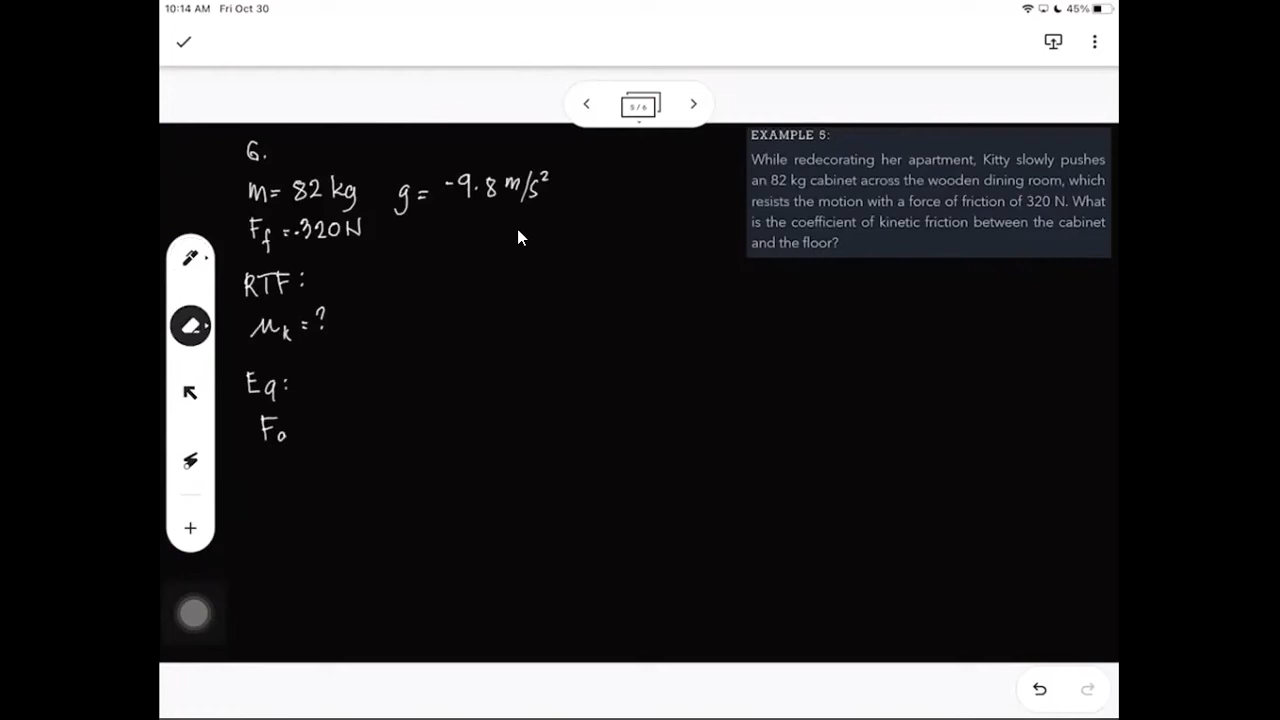 10:14 AM Fri Oct 30
45%
5 / 6
6.
m = 82 kg g = -9.8 m/s²
F_f = -320 N
RTF :
μ_k = ?
Eq :
Fo
EXAMPLE 5:
While redecorating her apartment, Kitty slowly pushes
an 82 kg cabinet across the wooden dining room, which
resists the motion with a force of friction of 320 N. What
is the coefficient of kinetic friction between the cabinet
and the floor?